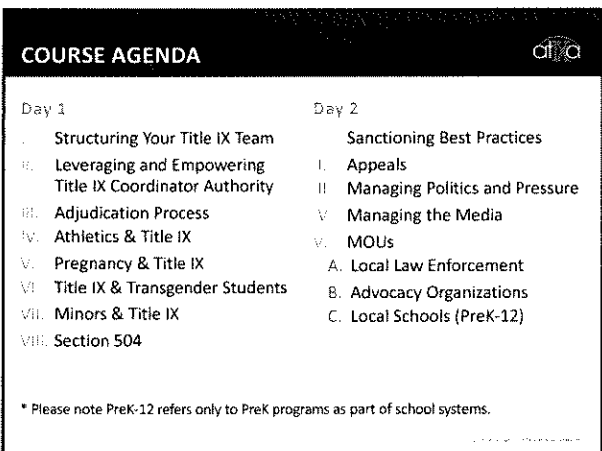 COURSE AGENDA
atixa
Day 1
I. Structuring Your Title IX Team
II. Leveraging and Empowering
Title IX Coordinator Authority
III. Adjudication Process
IV. Athletics & Title IX
V. Pregnancy & Title IX
VI. Title IX & Transgender Students
VII. Minors & Title IX
VIII. Section 504
Day 2
Sanctioning Best Practices
I. Appeals
II Managing Politics and Pressure
V Managing the Media
V. MOUs
A. Local Law Enforcement
B. Advocacy Organizations
C. Local Schools (PreK-12)
* Please note PreK-12 refers only to PreK programs as part of school systems.